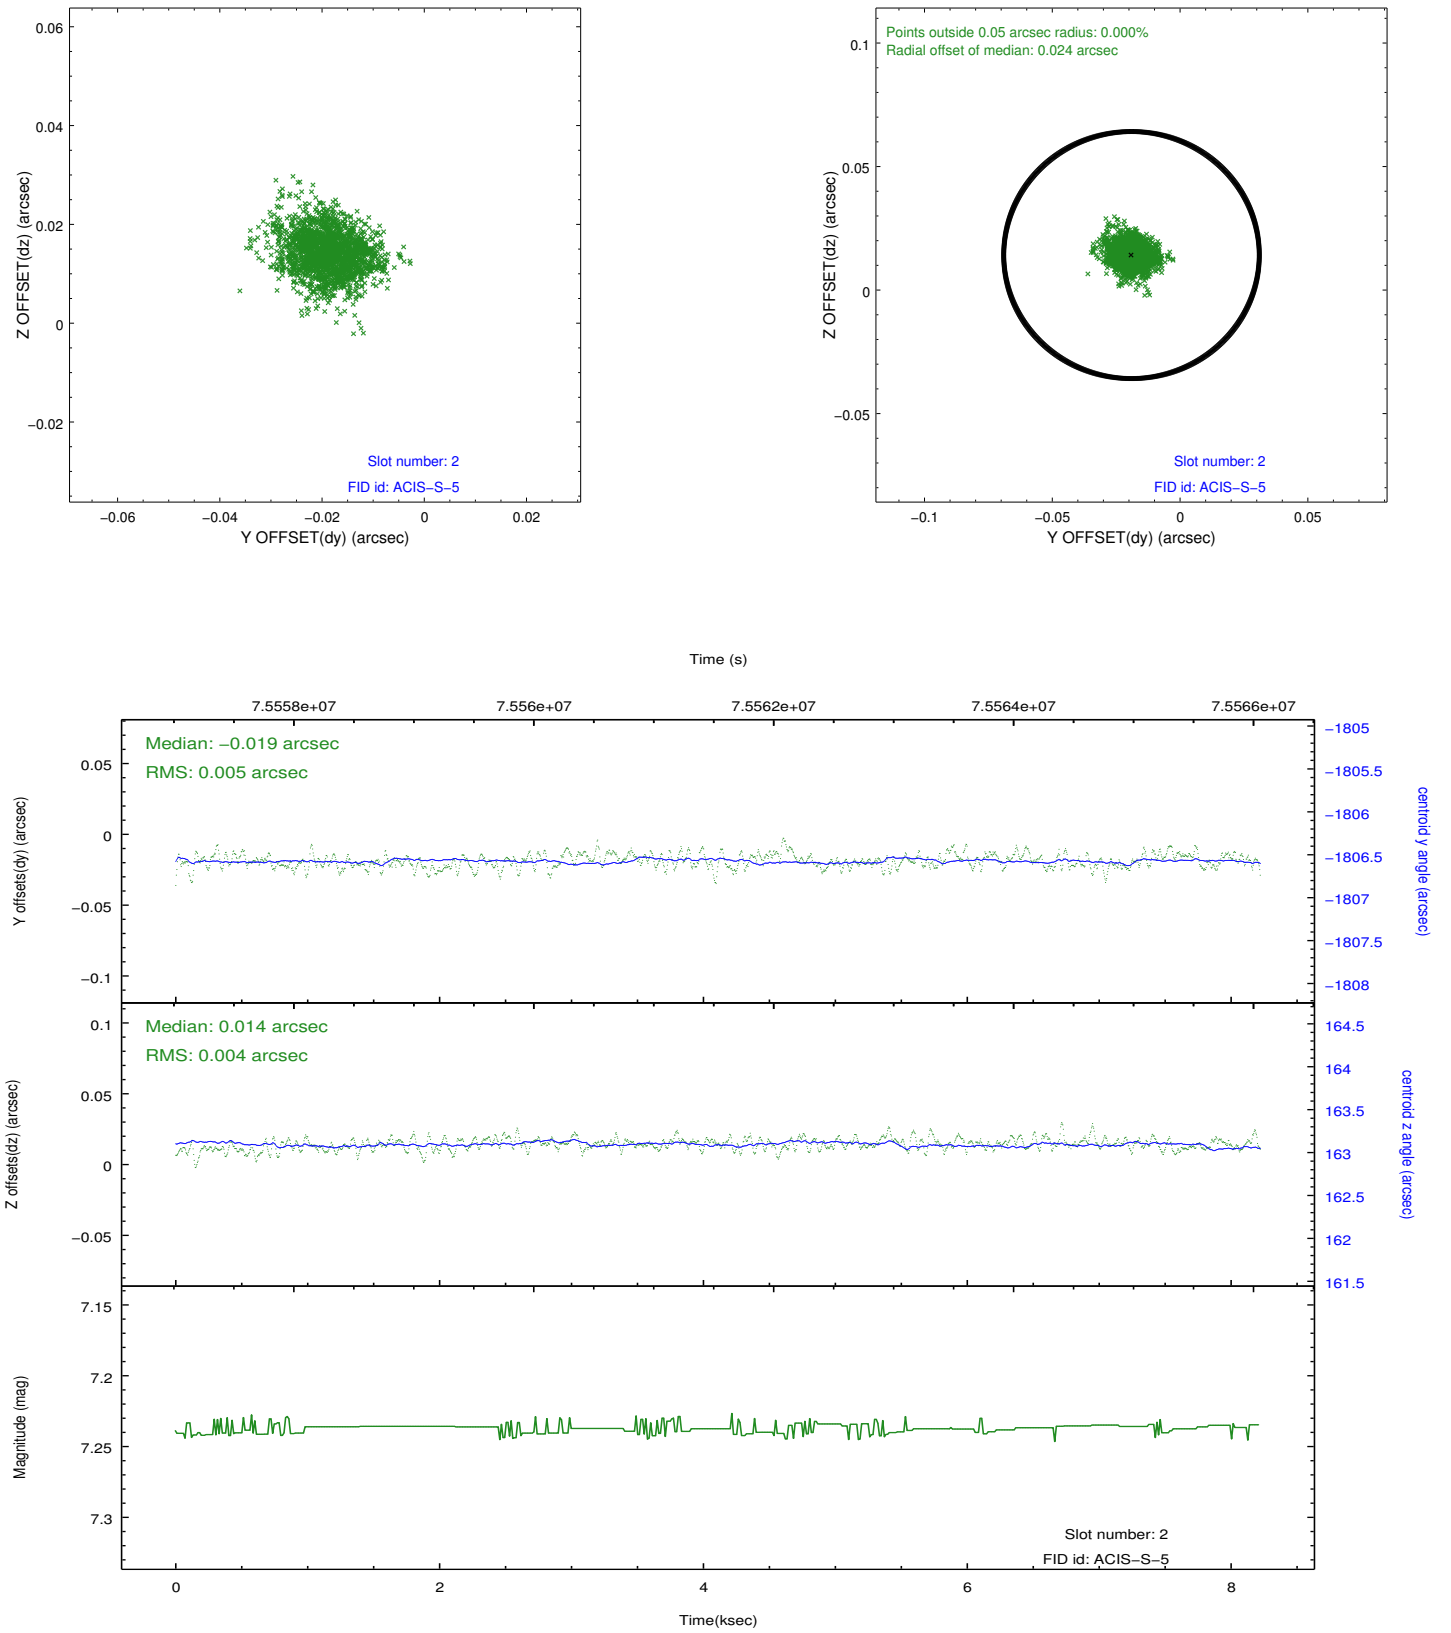 0.06
0.04
0.02
0
−0.02
Z OFFSET(dz) (arcsec)
Slot number: 2
FID id: ACIS−S−5
−0.06
−0.04
−0.02
0
0.02
Y OFFSET(dy) (arcsec)
Points outside 0.05 arcsec radius: 0.000%
Radial offset of median: 0.024 arcsec
0.1
0.05
0
−0.05
Z OFFSET(dz) (arcsec)
Slot number: 2
FID id: ACIS−S−5
−0.1
−0.05
0
0.05
Y OFFSET(dy) (arcsec)
Time (s)
7.5558e+07
7.556e+07
7.5562e+07
7.5564e+07
7.5566e+07
Median: −0.019 arcsec
RMS: 0.005 arcsec
0.05
0
−0.05
−0.1
Y offsets(dy) (arcsec)
−1805
−1805.5
−1806
−1806.5
−1807
−1807.5
−1808
centroid y angle (arcsec)
Median: 0.014 arcsec
RMS: 0.004 arcsec
0.1
0.05
0
−0.05
Z offsets(dz) (arcsec)
164.5
164
163.5
163
162.5
162
161.5
centroid z angle (arcsec)
7.15
7.2
7.25
7.3
Magnitude (mag)
Slot number: 2
FID id: ACIS−S−5
0
2
4
6
8
Time(ksec)